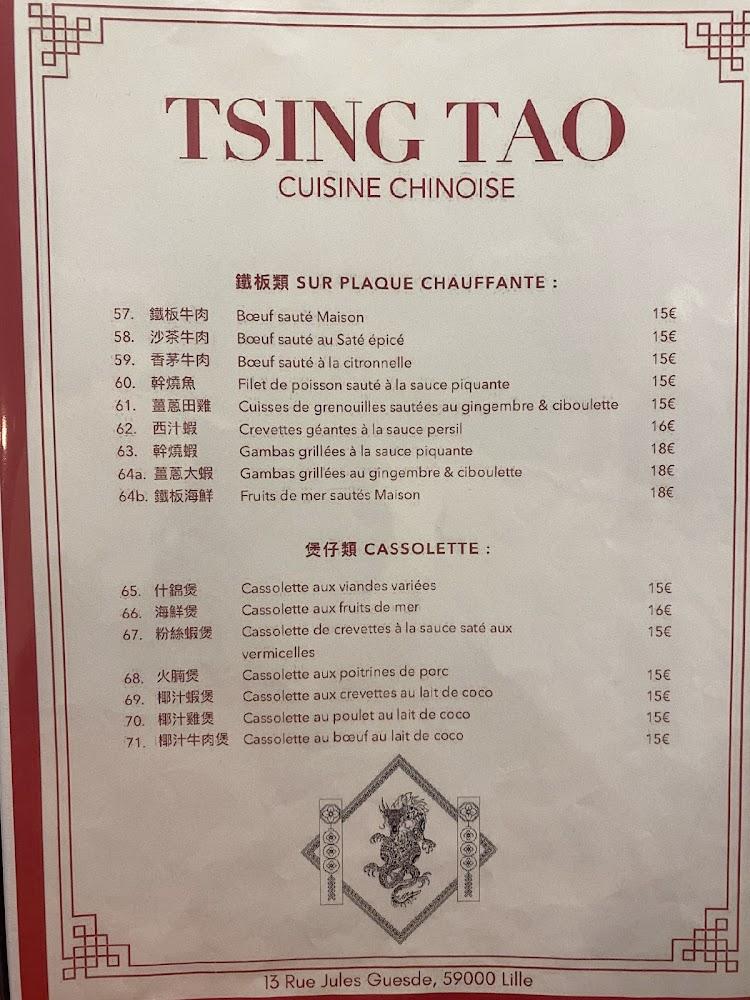 TSING TAO
CUISINE CHINOISE
鐵板類 SUR PLAQUE CHAUFFANTE :
57. 鐵板牛肉 Bœuf sauté Maison 15€
58. 沙茶牛肉 Bœuf sauté au Saté épicé 15€
59. 香茅牛肉 Bœuf sauté à la citronnelle 15€
60. 幹燒魚 Filet de poisson sauté à la sauce piquante 15€
61. 薑蔥田雞 Cuisses de grenouilles sautées au gingembre & ciboulette 15€
62. 西汁蝦 Crevettes géantes à la sauce persil 16€
63. 幹燒蝦 Gambas grillées à la sauce piquante 18€
64a. 薑蔥大蝦 Gambas grillées au gingembre & ciboulette 18€
64b. 鐵板海鮮 Fruits de mer sautés Maison 18€
煲仔類 CASSOLETTE :
65. 什錦煲 Cassolette aux viandes variées 15€
66. 海鮮煲 Cassolette aux fruits de mer 16€
67. 粉絲蝦煲 Cassolette de crevettes à la sauce saté aux 15€
vermicelles
68. 火腩煲 Cassolette aux poitrines de porc 15€
69. 椰汁蝦煲 Cassolette aux crevettes au lait de coco 15€
70. 椰汁雞煲 Cassolette au poulet au lait de coco 15€
71. 椰汁牛肉煲 Cassolette au bœuf au lait de coco 15€
13 Rue Jules Guesde, 59000 Lille